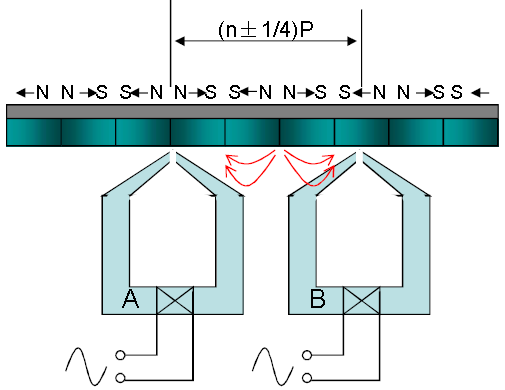 (n±1/4)P
←N N→S S←N N→S S←N N→S S←N N→S S←
A B